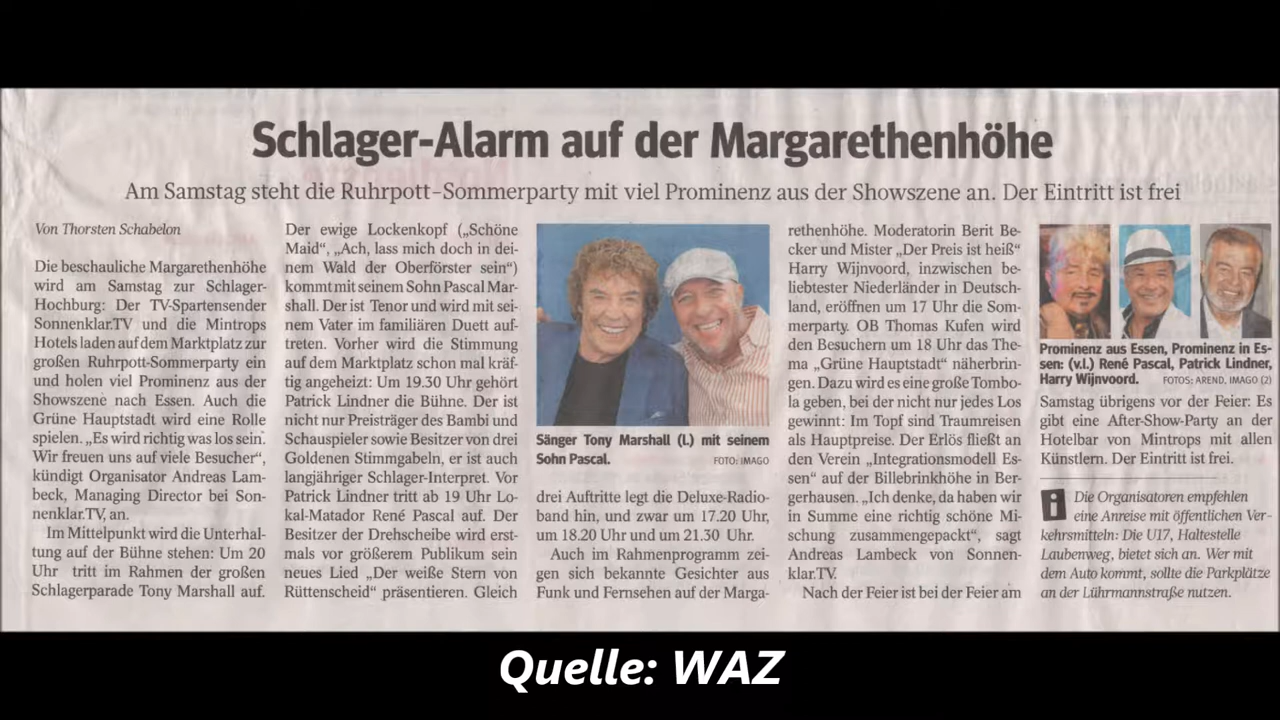 Schlager-Alarm auf der Margarethenhöhe
Am Samstag steht die Ruhrpott-Sommerparty mit viel Prominenz aus der Showszene an. Der Eintritt ist frei
Von Thorsten Schabelon
Die beschauliche Margarethenhöhe
wird am Samstag zur Schlager-
Hochburg: Der TV-Spartensender
Sonnenklar.TV und die Mintrops
Hotels laden auf dem Marktplatz zur
großen Ruhrpott-Sommerparty ein
und holen viel Prominenz aus der
Showszene nach Essen. Auch die
Grüne Hauptstadt wird eine Rolle
spielen. „Es wird richtig was los sein.
Wir freuen uns auf viele Besucher“,
kündigt Organisator Andreas Lam-
beck, Managing Director bei Son-
nenklar.TV, an.
Im Mittelpunkt wird die Unterhal-
tung auf der Bühne stehen: Um 20
Uhr tritt im Rahmen der großen
Schlagerparade Tony Marshall auf.
Der ewige Lockenkopf („Schöne
Maid“, „Ach, lass mich doch in dei-
nem Wald der Oberförster sein“)
kommt mit seinem Sohn Pascal Mar-
shall. Der ist Tenor und wird mit sei-
nem Vater im familiären Duett auf-
treten. Vorher wird die Stimmung
auf dem Marktplatz schon mal kräf-
tig angeheizt: Um 19.30 Uhr gehört
Patrick Lindner die Bühne. Der ist
nicht nur Preisträger des Bambi und
Schauspieler sowie Besitzer von drei
Goldenen Stimmgabeln, er ist auch
langjähriger Schlager-Interpret. Vor
Patrick Lindner tritt ab 19 Uhr Lo-
kal-Matador René Pascal auf. Der
Besitzer der Drehscheibe wird erst-
mals vor größerem Publikum sein
neues Lied „Der weiße Stern von
Rüttenscheid“ präsentieren. Gleich
Sänger Tony Marshall (l.) mit seinem
Sohn Pascal.
FOTO: IMAGO
drei Auftritte legt die Deluxe-Radio-
band hin, und zwar um 17.20 Uhr,
um 18.20 Uhr und um 21.30 Uhr.
Auch im Rahmenprogramm zei-
gen sich bekannte Gesichter aus
Funk und Fernsehen auf der Marga-
rethenhöhe. Moderatorin Berit Be-
cker und Mister „Der Preis ist heiß“
Harry Wijnvoord, inzwischen be-
liebtester Niederländer in Deutsch-
land, eröffnen um 17 Uhr die Som-
merparty. OB Thomas Kufen wird
den Besuchern um 18 Uhr das The-
ma „Grüne Hauptstadt“ näherbrin-
gen. Dazu wird es eine große Tombo-
la geben, bei der nicht nur jedes Los
gewinnt: Im Topf sind Traumreisen
als Hauptpreise. Der Erlös fließt an
den Verein „Integrationsmodell Es-
sen“ auf der Billebrinkhöhe in Ber-
gerhausen. „Ich denke, da haben wir
in Summe eine richtig schöne Mi-
schung zusammengepackt“, sagt
Andreas Lambeck von Sonnen-
klar.TV.
Nach der Feier ist bei der Feier am
Prominenz aus Essen, Prominenz in Es-
sen: (v.l.) René Pascal, Patrick Lindner,
Harry Wijnvoord.
FOTOS: AREND, IMAGO (2)
Samstag übrigens vor der Feier: Es
gibt eine After-Show-Party an der
Hotelbar von Mintrops mit allen
Künstlern. Der Eintritt ist frei.
i Die Organisatoren empfehlen
eine Anreise mit öffentlichen Ver-
kehrsmitteln: Die U17, Haltestelle
Laubenweg, bietet sich an. Wer mit
dem Auto kommt, sollte die Parkplätze
an der Lührmannstraße nutzen.
Quelle: WAZ